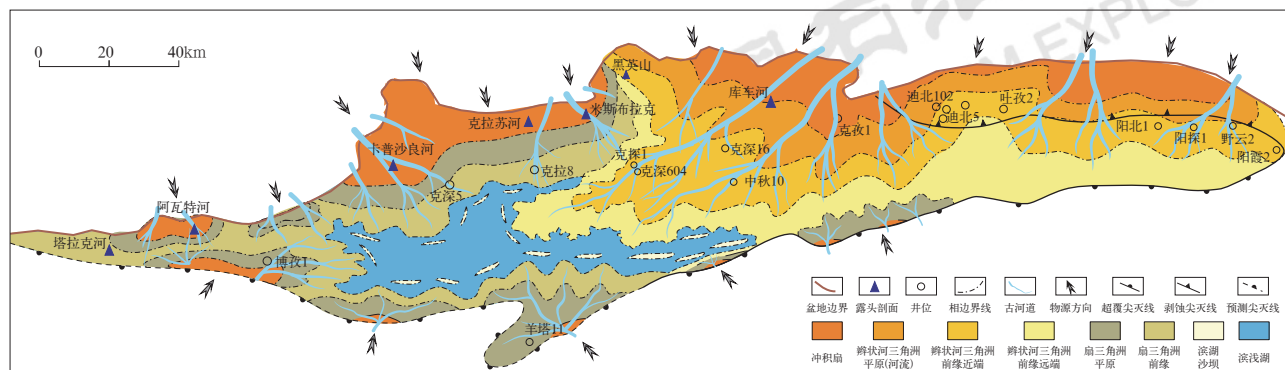 0 20 40km
黑英山
库车河
迪北102
叶孜2
米斯布拉克
克拉苏河
克孜1
迪北5
阳北1
阳探1
野云2
卡普沙良河
克探1
克深16
阳霞2
克拉8
克深604
中秋10
克深5
阿瓦特河
塔拉克河
博孜1
羊塔11
盆地边界 露头剖面 井位 相边界线 古河道 物源方向 超覆尖灭线 剥蚀尖灭线 预测尖灭线
冲积扇 辫状河三角洲 辫状河三角洲 辫状河三角洲 扇三角洲 扇三角洲 滨湖 滨浅湖
平原(河流) 前缘近端 前缘远端 平原 前缘 沙坝
M EXPLO